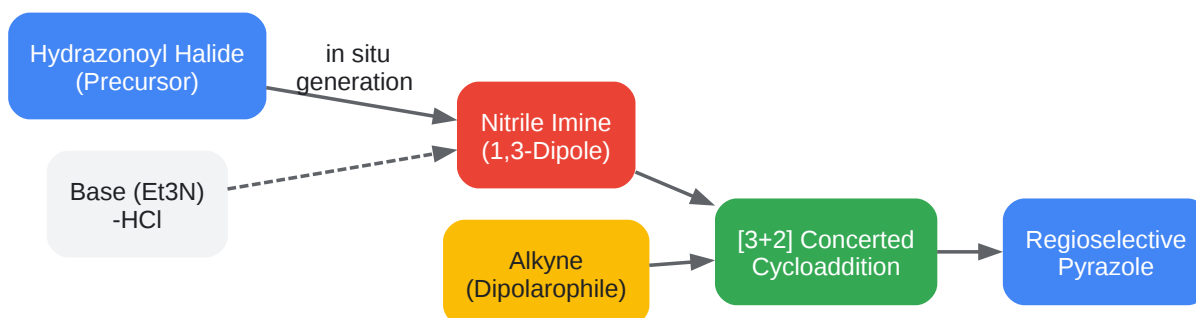 Hydrazonoyl Halide
(Precursor)
in situ
generation
Nitrile Imine
(1,3-Dipole)
Base (Et3N)
-HCl
Alkyne
(Dipolarophile)
[3+2] Concerted
Cycloaddition
Regioselective
Pyrazole